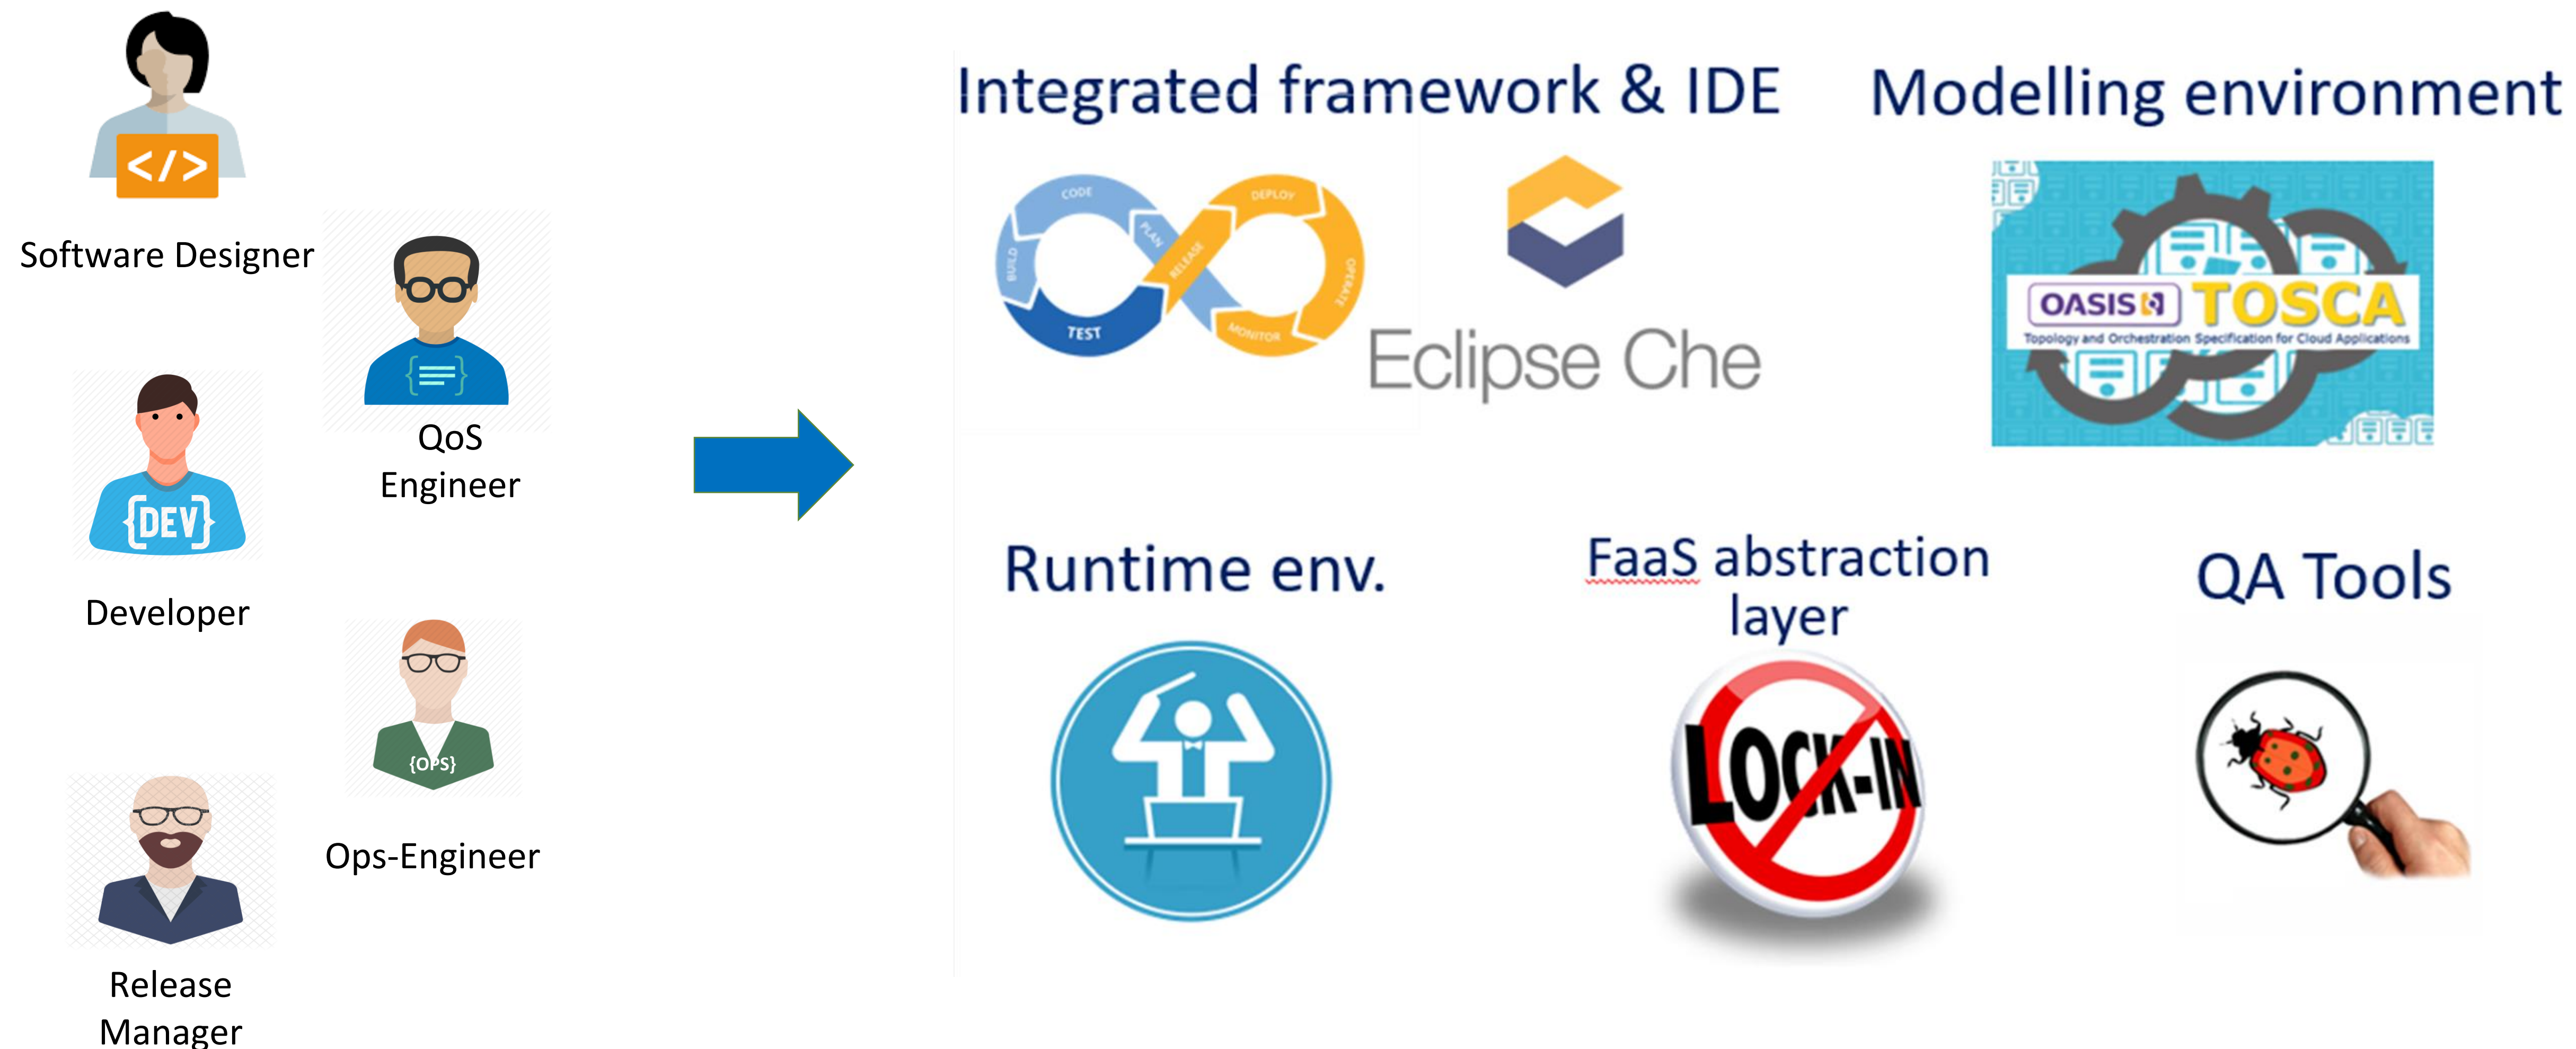 </>
Software Designer
QoS
Engineer
{DEV}
Developer
{OPS}
Ops-Engineer
Release
Manager
Integrated framework & IDE
CODE
BUILD
PLAN
TEST
RELEASE
DEPLOY
OPERATE
MONITOR
Eclipse Che
Modelling environment
OASIS TOSCA
Topology and Orchestration Specification for Cloud Applications
Runtime env.
FaaS abstraction
layer
LOCK-IN
QA Tools